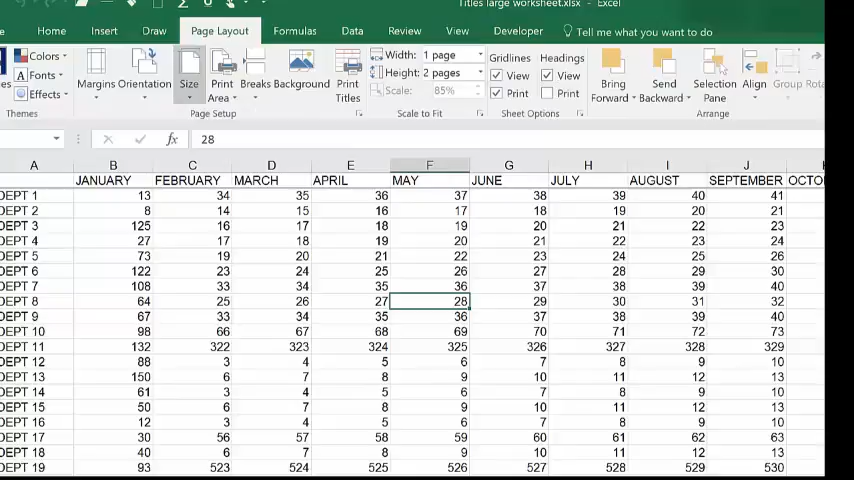 Titles large worksheet.xlsx - Excel
Home Insert Draw Page Layout Formulas Data Review View Developer Tell me what you want to do
Colors Width: 1 page Gridlines Headings
Fonts Margins Orientation Size Print Area Breaks Background Print Titles Height: 2 pages View View Bring Forward Send Backward Selection Pane Align Group
Effects Scale: 85% Print Print
Themes Page Setup Scale to Fit Sheet Options Arrange
fx 28
A B C D E F G H I J
JANUARY FEBRUARY MARCH APRIL MAY JUNE JULY AUGUST SEPTEMBER
DEPT 1 13 34 35 36 37 38 39 40 41
DEPT 2 8 14 15 16 17 18 19 20 21
DEPT 3 125 16 17 18 19 20 21 22 23
DEPT 4 27 17 18 19 20 21 22 23 24
DEPT 5 73 19 20 21 22 23 24 25 26
DEPT 6 122 23 24 25 26 27 28 29 30
DEPT 7 108 33 34 35 36 37 38 39 40
DEPT 8 64 25 26 27 28 29 30 31 32
DEPT 9 67 33 34 35 36 37 38 39 40
DEPT 10 98 66 67 68 69 70 71 72 73
DEPT 11 132 322 323 324 325 326 327 328 329
DEPT 12 88 3 4 5 6 7 8 9 10
DEPT 13 150 6 7 8 9 10 11 12 13
DEPT 14 61 3 4 5 6 7 8 9 10
DEPT 15 50 6 7 8 9 10 11 12 13
DEPT 16 12 3 4 5 6 7 8 9 10
DEPT 17 30 56 57 58 59 60 61 62 63
DEPT 18 40 6 7 8 9 10 11 12 13
DEPT 19 93 523 524 525 526 527 528 529 530